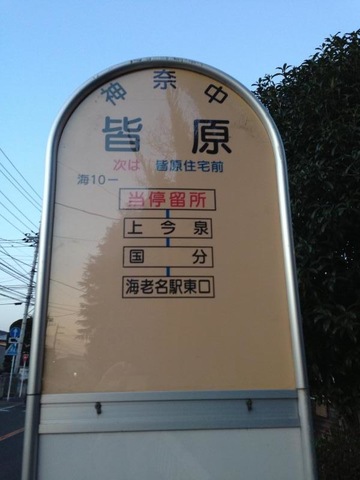 神奈中
皆原
次は 皆原住宅前
海10ー
当停留所
上今泉
国分
海老名駅東口